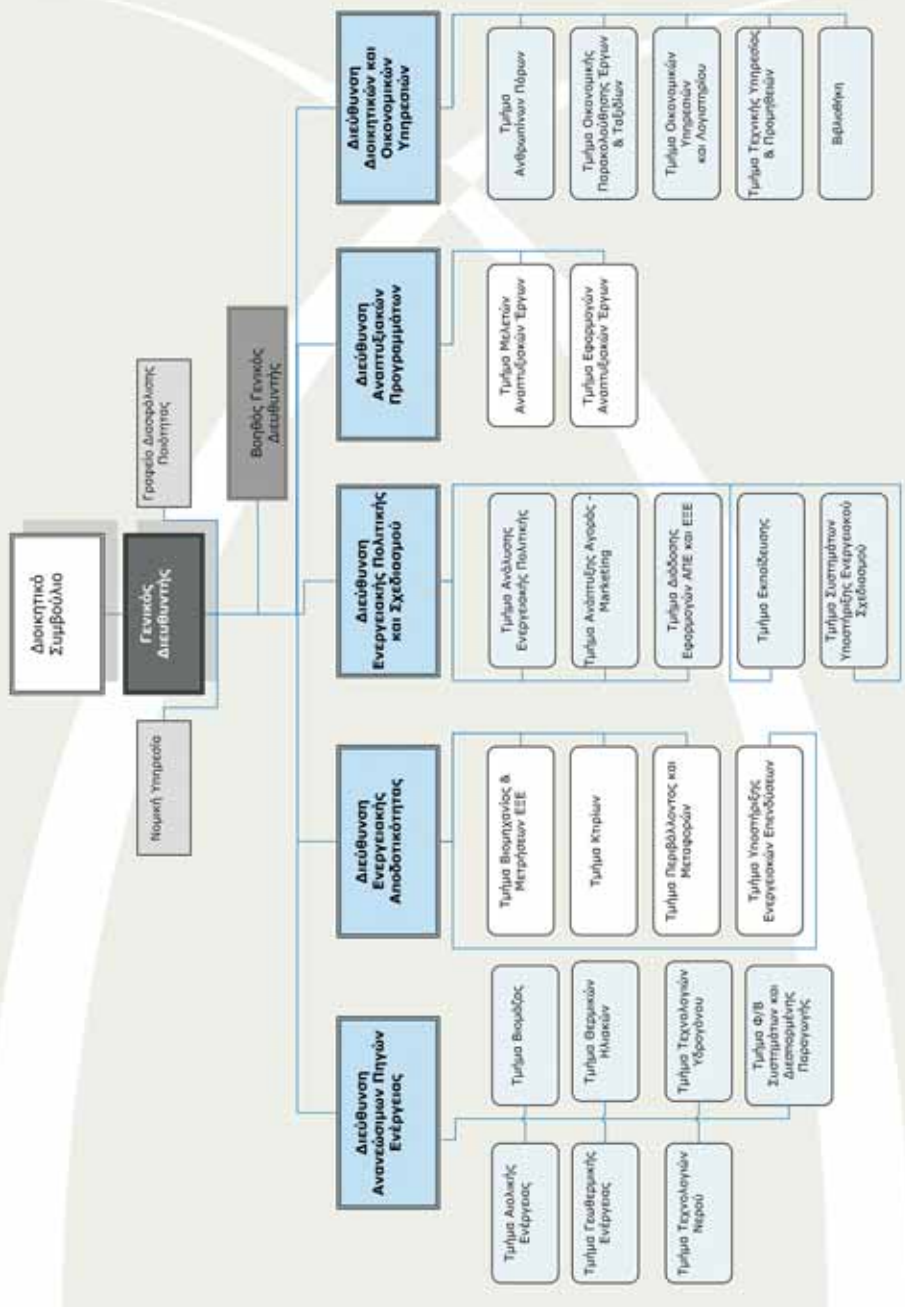 Διοικητικό
Συμβούλιο
Γενικός
Διευθυντής
Νομική Υπηρεσία
Γραφείο Διασφάλισης
Ποιότητας
Βοηθός Γενικός
Διευθυντής
Διεύθυνση
Ανανεώσιμων Πηγών
Ενέργειας
Διεύθυνση
Ενεργειακής
Αποδοτικότητας
Διεύθυνση
Ενεργειακής Πολιτικής
και Σχεδιασμού
Διεύθυνση
Αναπτυξιακών
Προγραμμάτων
Διεύθυνση
Διοικητικών και
Οικονομικών
Υπηρεσιών
Τμήμα Αιολικής
Ενέργειας
Τμήμα Βιομάζας
Τμήμα Γεωθερμικής
Ενέργειας
Τμήμα Θερμικών
Ηλιακών
Τμήμα Τεχνολογιών
Νερού
Τμήμα Τεχνολογιών
Υδρογόνου
Τμήμα Φ/Β
Συστημάτων και
Διεσπαρμένης
Παραγωγής
Τμήμα Βιομηχανίας &
Μετρήσεων ΕΞΕ
Τμήμα Κτιρίων
Τμήμα Περιβάλλοντος και
Μεταφορών
Τμήμα Υποστήριξης
Ενεργειακών Επενδύσεων
Τμήμα Ανάλυσης
Ενεργειακής Πολιτικής
Τμήμα Ανάπτυξης Αγοράς -
Marketing
Τμήμα Διάδοσης
Εφαρμογών ΑΠΕ και ΕΞΕ
Τμήμα Εκπαίδευσης
Τμήμα Συστημάτων
Υποστήριξης Ενεργειακού
Σχεδιασμού
Τμήμα Μελετών
Αναπτυξιακών Έργων
Τμήμα Εφαρμογών
Αναπτυξιακών Έργων
Τμήμα
Ανθρωπίνων Πόρων
Τμήμα Οικονομικής
Παρακολούθησης Έργων
& Ταξιδίων
Τμήμα Οικονομικών
Υπηρεσιών
και Λογιστηρίου
Τμήμα Τεχνικής Υπηρεσίας
& Προμηθειών
Βιβλιοθήκη